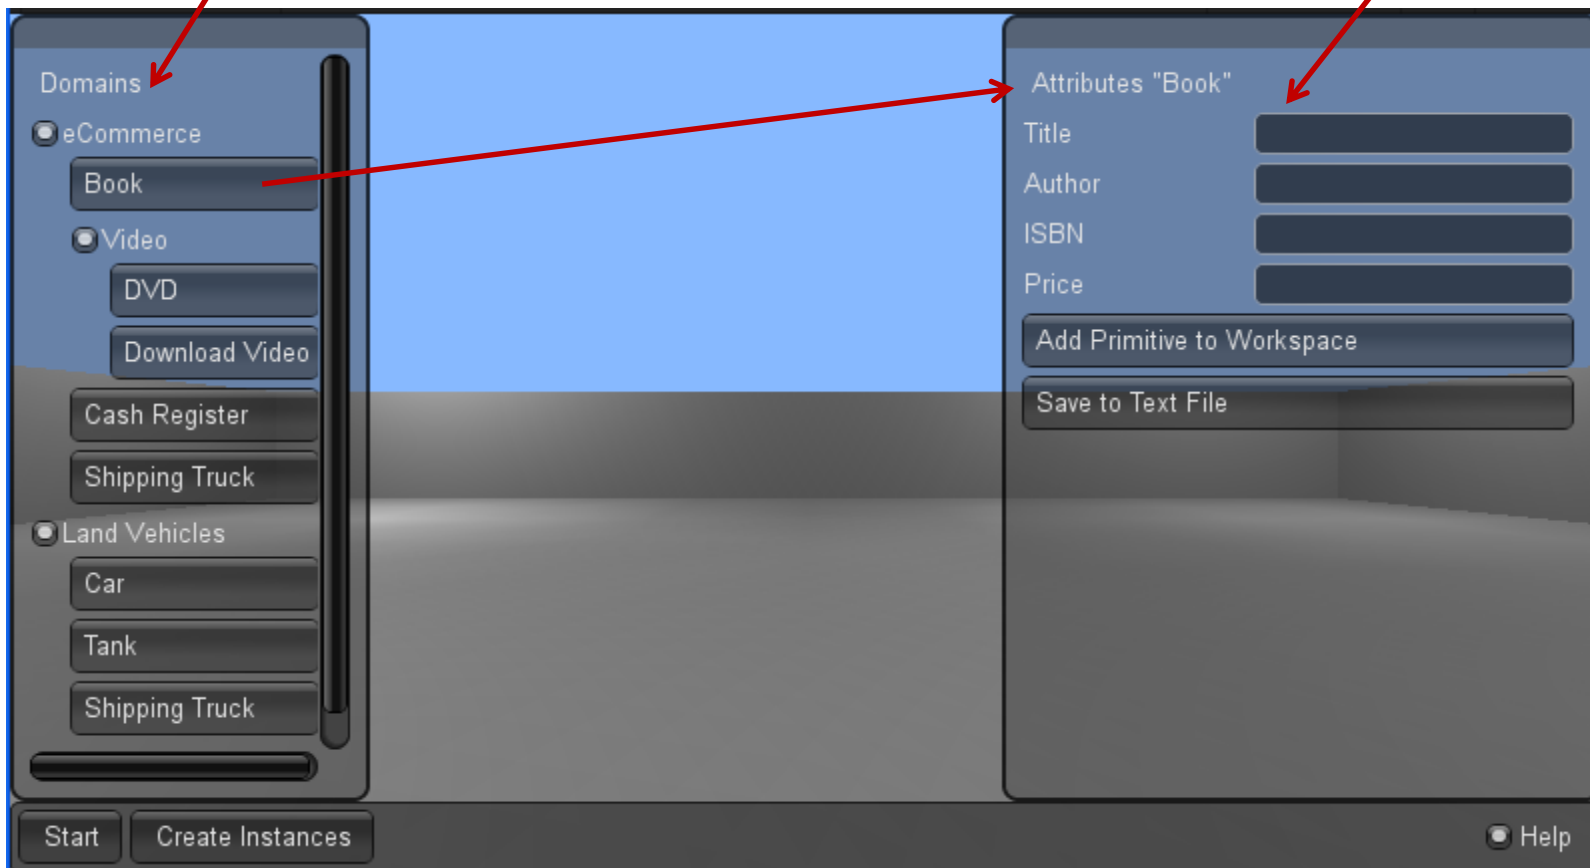 Domains
eCommerce
Book
Video
DVD
Download Video
Cash Register
Shipping Truck
Land Vehicles
Car
Tank
Shipping Truck
Attributes "Book"
Title
Author
ISBN
Price
Add Primitive to Workspace
Save to Text File
Start
Create Instances
Help